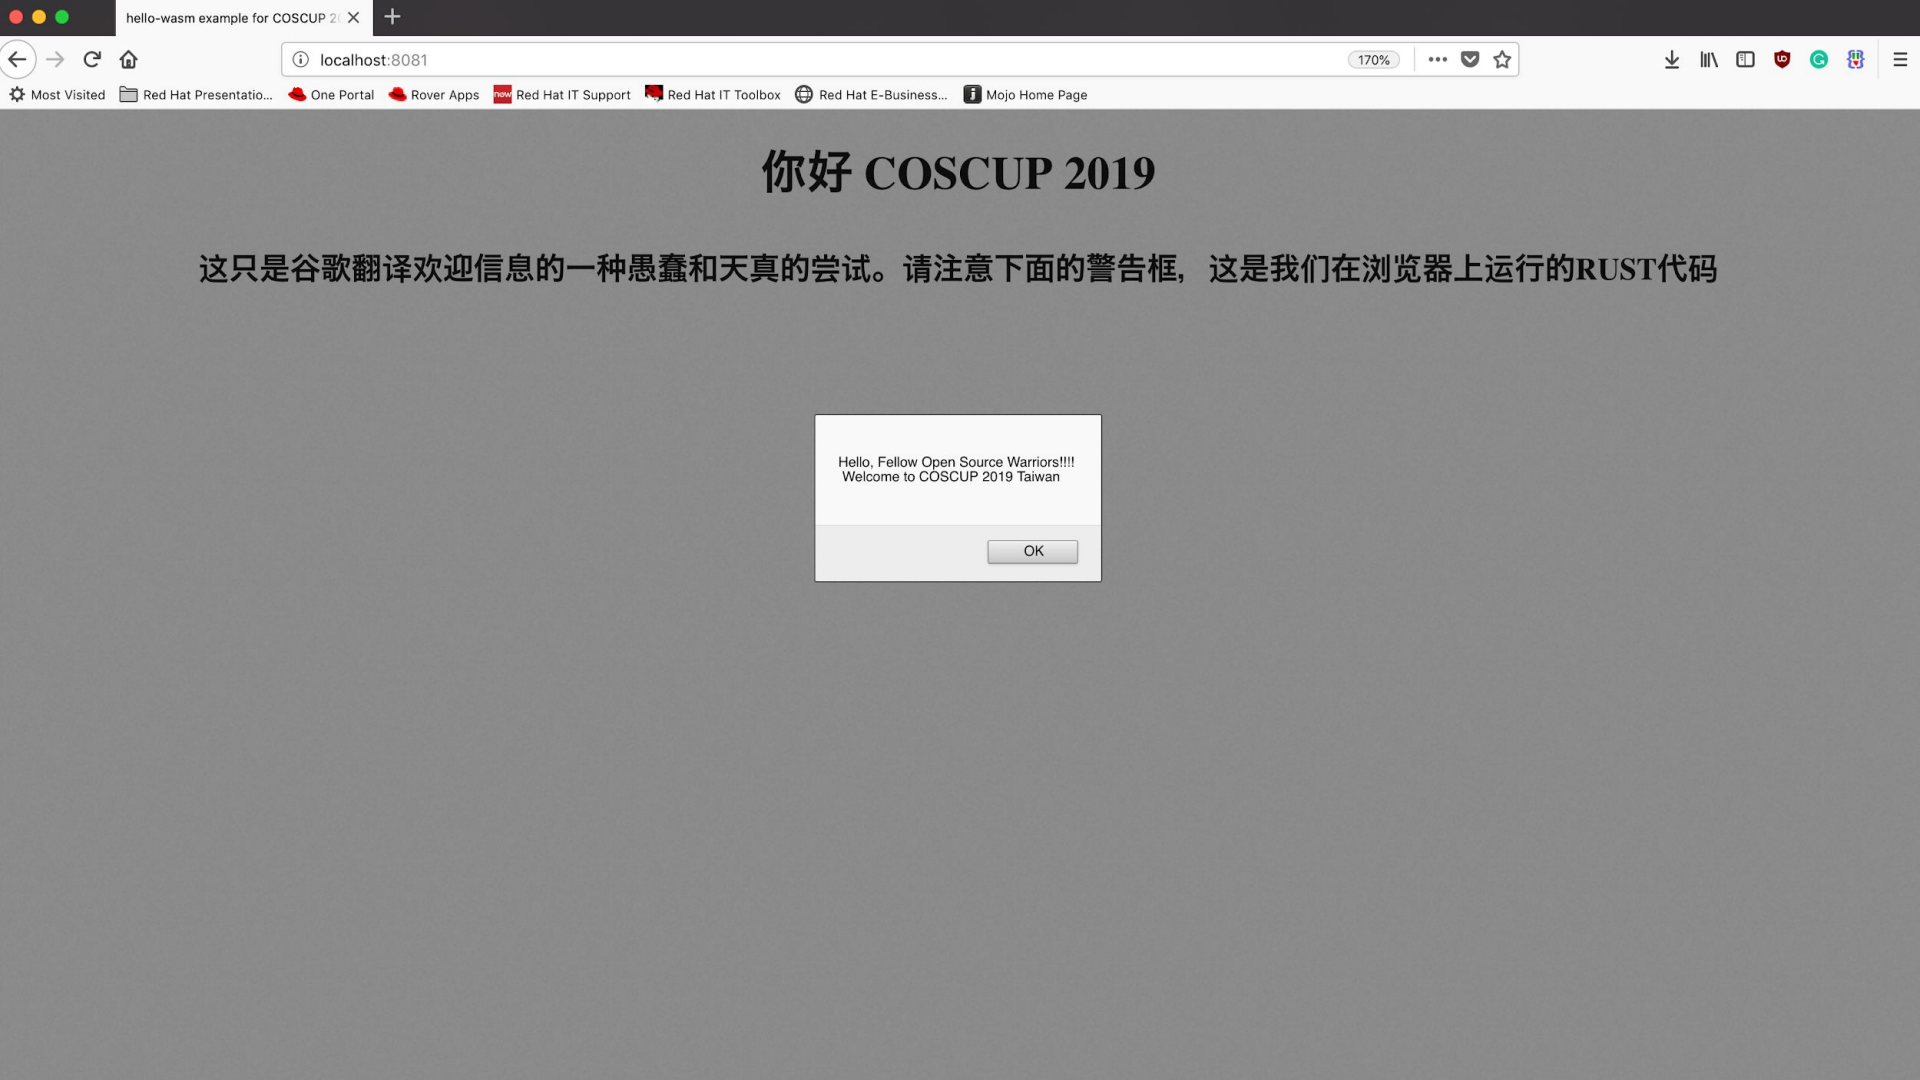 hello-wasm example for COSCUP 20
localhost:8081
170%
Most Visited
Red Hat Presentatio...
One Portal
Rover Apps
now
Red Hat IT Support
Red Hat IT Toolbox
Red Hat E-Business...
Mojo Home Page
你好 COSCUP 2019
这只是谷歌翻译欢迎信息的一种愚蠢和天真的尝试。请注意下面的警告框，这是我们在浏览器上运行的RUST代码
Hello, Fellow Open Source Warriors!!!!
Welcome to COSCUP 2019 Taiwan
OK